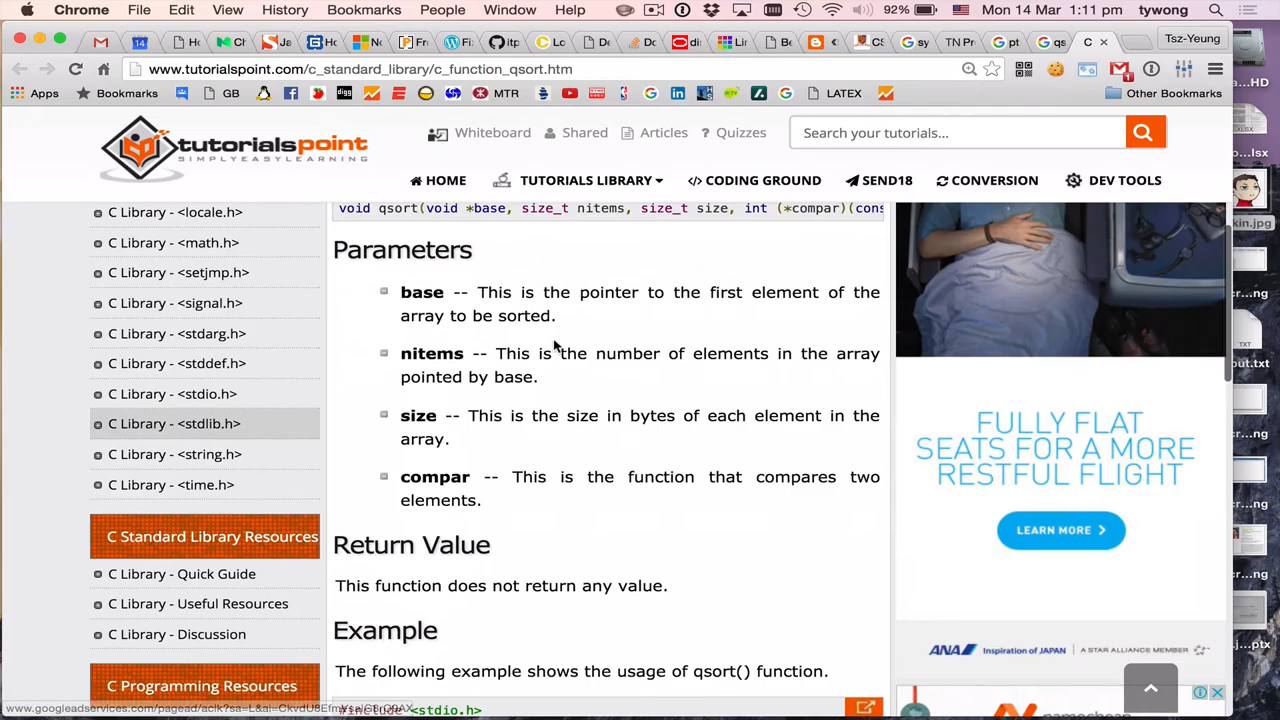 Chrome File Edit View History Bookmarks People Window Help 92% Mon 14 Mar 1:11 pm tywong
Tsz-Yeung
www.tutorialspoint.com/c_standard_library/c_function_qsort.htm
Apps Bookmarks GB MTR LATEX Other Bookmarks
tutorialspoint
SIMPLYEASYLEARNING
Whiteboard Shared Articles ? Quizzes
Search your tutorials...
HOME TUTORIALS LIBRARY </> CODING GROUND SEND18 CONVERSION DEV TOOLS
C Library - <locale.h>
C Library - <math.h>
C Library - <setjmp.h>
C Library - <signal.h>
C Library - <stdarg.h>
C Library - <stddef.h>
C Library - <stdio.h>
C Library - <stdlib.h>
C Library - <string.h>
C Library - <time.h>
C Standard Library Resources
C Library - Quick Guide
C Library - Useful Resources
C Library - Discussion
C Programming Resources
void qsort(void *base, size_t nitems, size_t size, int (*compar)(cons
Parameters
base -- This is the pointer to the first element of the
array to be sorted.
nitems -- This is the number of elements in the array
pointed by base.
size -- This is the size in bytes of each element in the
array.
compar -- This is the function that compares two
elements.
Return Value
This function does not return any value.
Example
The following example shows the usage of qsort() function.
#include <stdio.h>
FULLY FLAT
SEATS FOR A MORE
RESTFUL FLIGHT
LEARN MORE
ANA Inspiration of JAPAN A STAR ALLIANCE MEMBER
namecheap